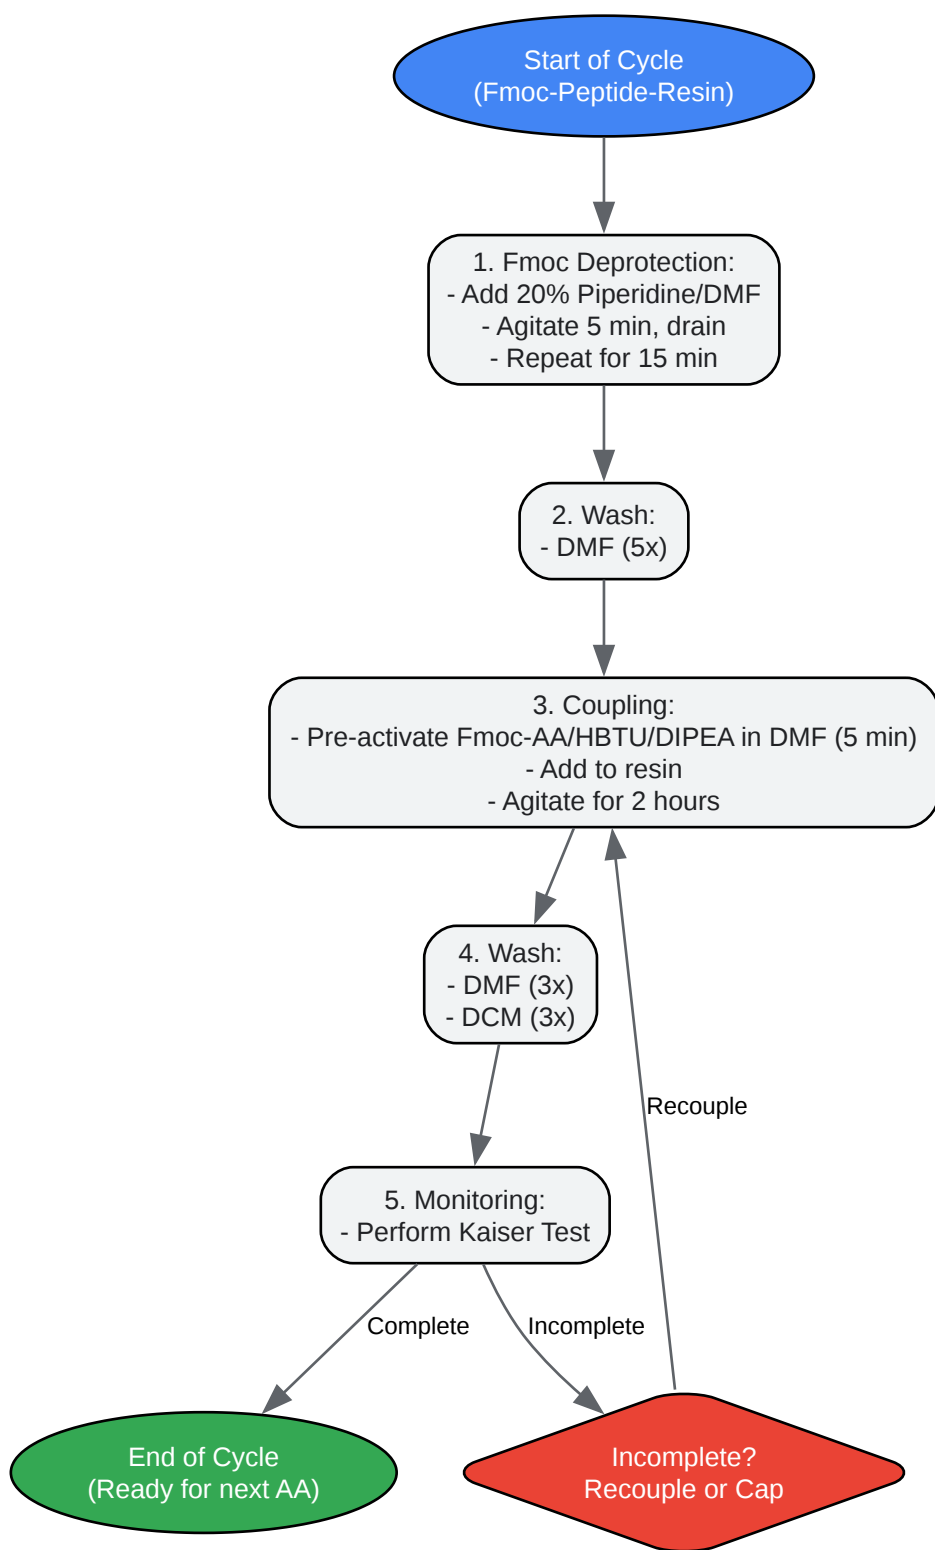 Start of Cycle
(Fmoc-Peptide-Resin)
1. Fmoc Deprotection:
- Add 20% Piperidine/DMF
- Agitate 5 min, drain
- Repeat for 15 min
2. Wash:
- DMF (5x)
3. Coupling:
- Pre-activate Fmoc-AA/HBTU/DIPEA in DMF (5 min)
- Add to resin
- Agitate for 2 hours
4. Wash:
- DMF (3x)
- DCM (3x)
Recouple
5. Monitoring:
- Perform Kaiser Test
Complete
Incomplete
End of Cycle
(Ready for next AA)
Incomplete?
Recouple or Cap